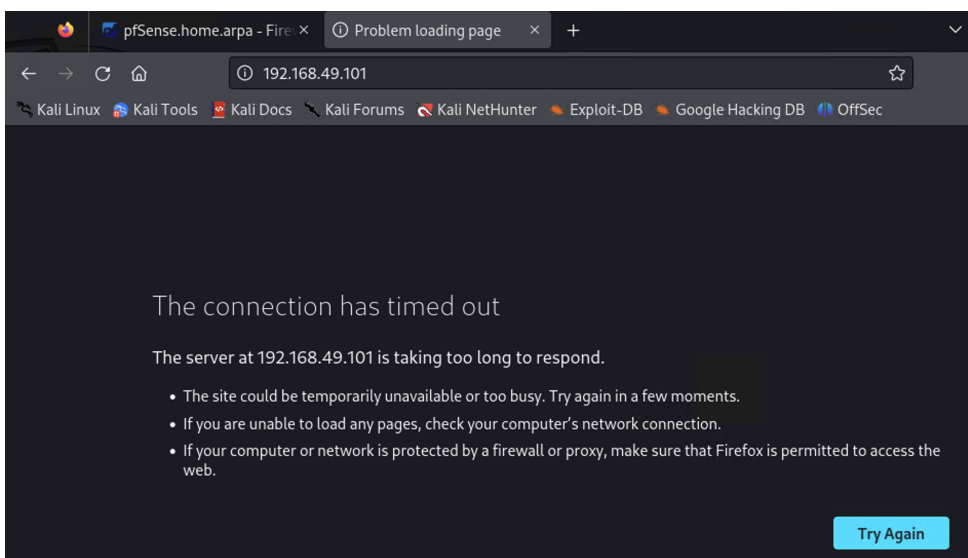 pfSense.home.arpa - Fire
Problem loading page
192.168.49.101
Kali Linux Kali Tools Kali Docs Kali Forums Kali NetHunter Exploit-DB Google Hacking DB OffSec
The connection has timed out
The server at 192.168.49.101 is taking too long to respond.
• The site could be temporarily unavailable or too busy. Try again in a few moments.
• If you are unable to load any pages, check your computer's network connection.
• If your computer or network is protected by a firewall or proxy, make sure that Firefox is permitted to access the
web.
Try Again